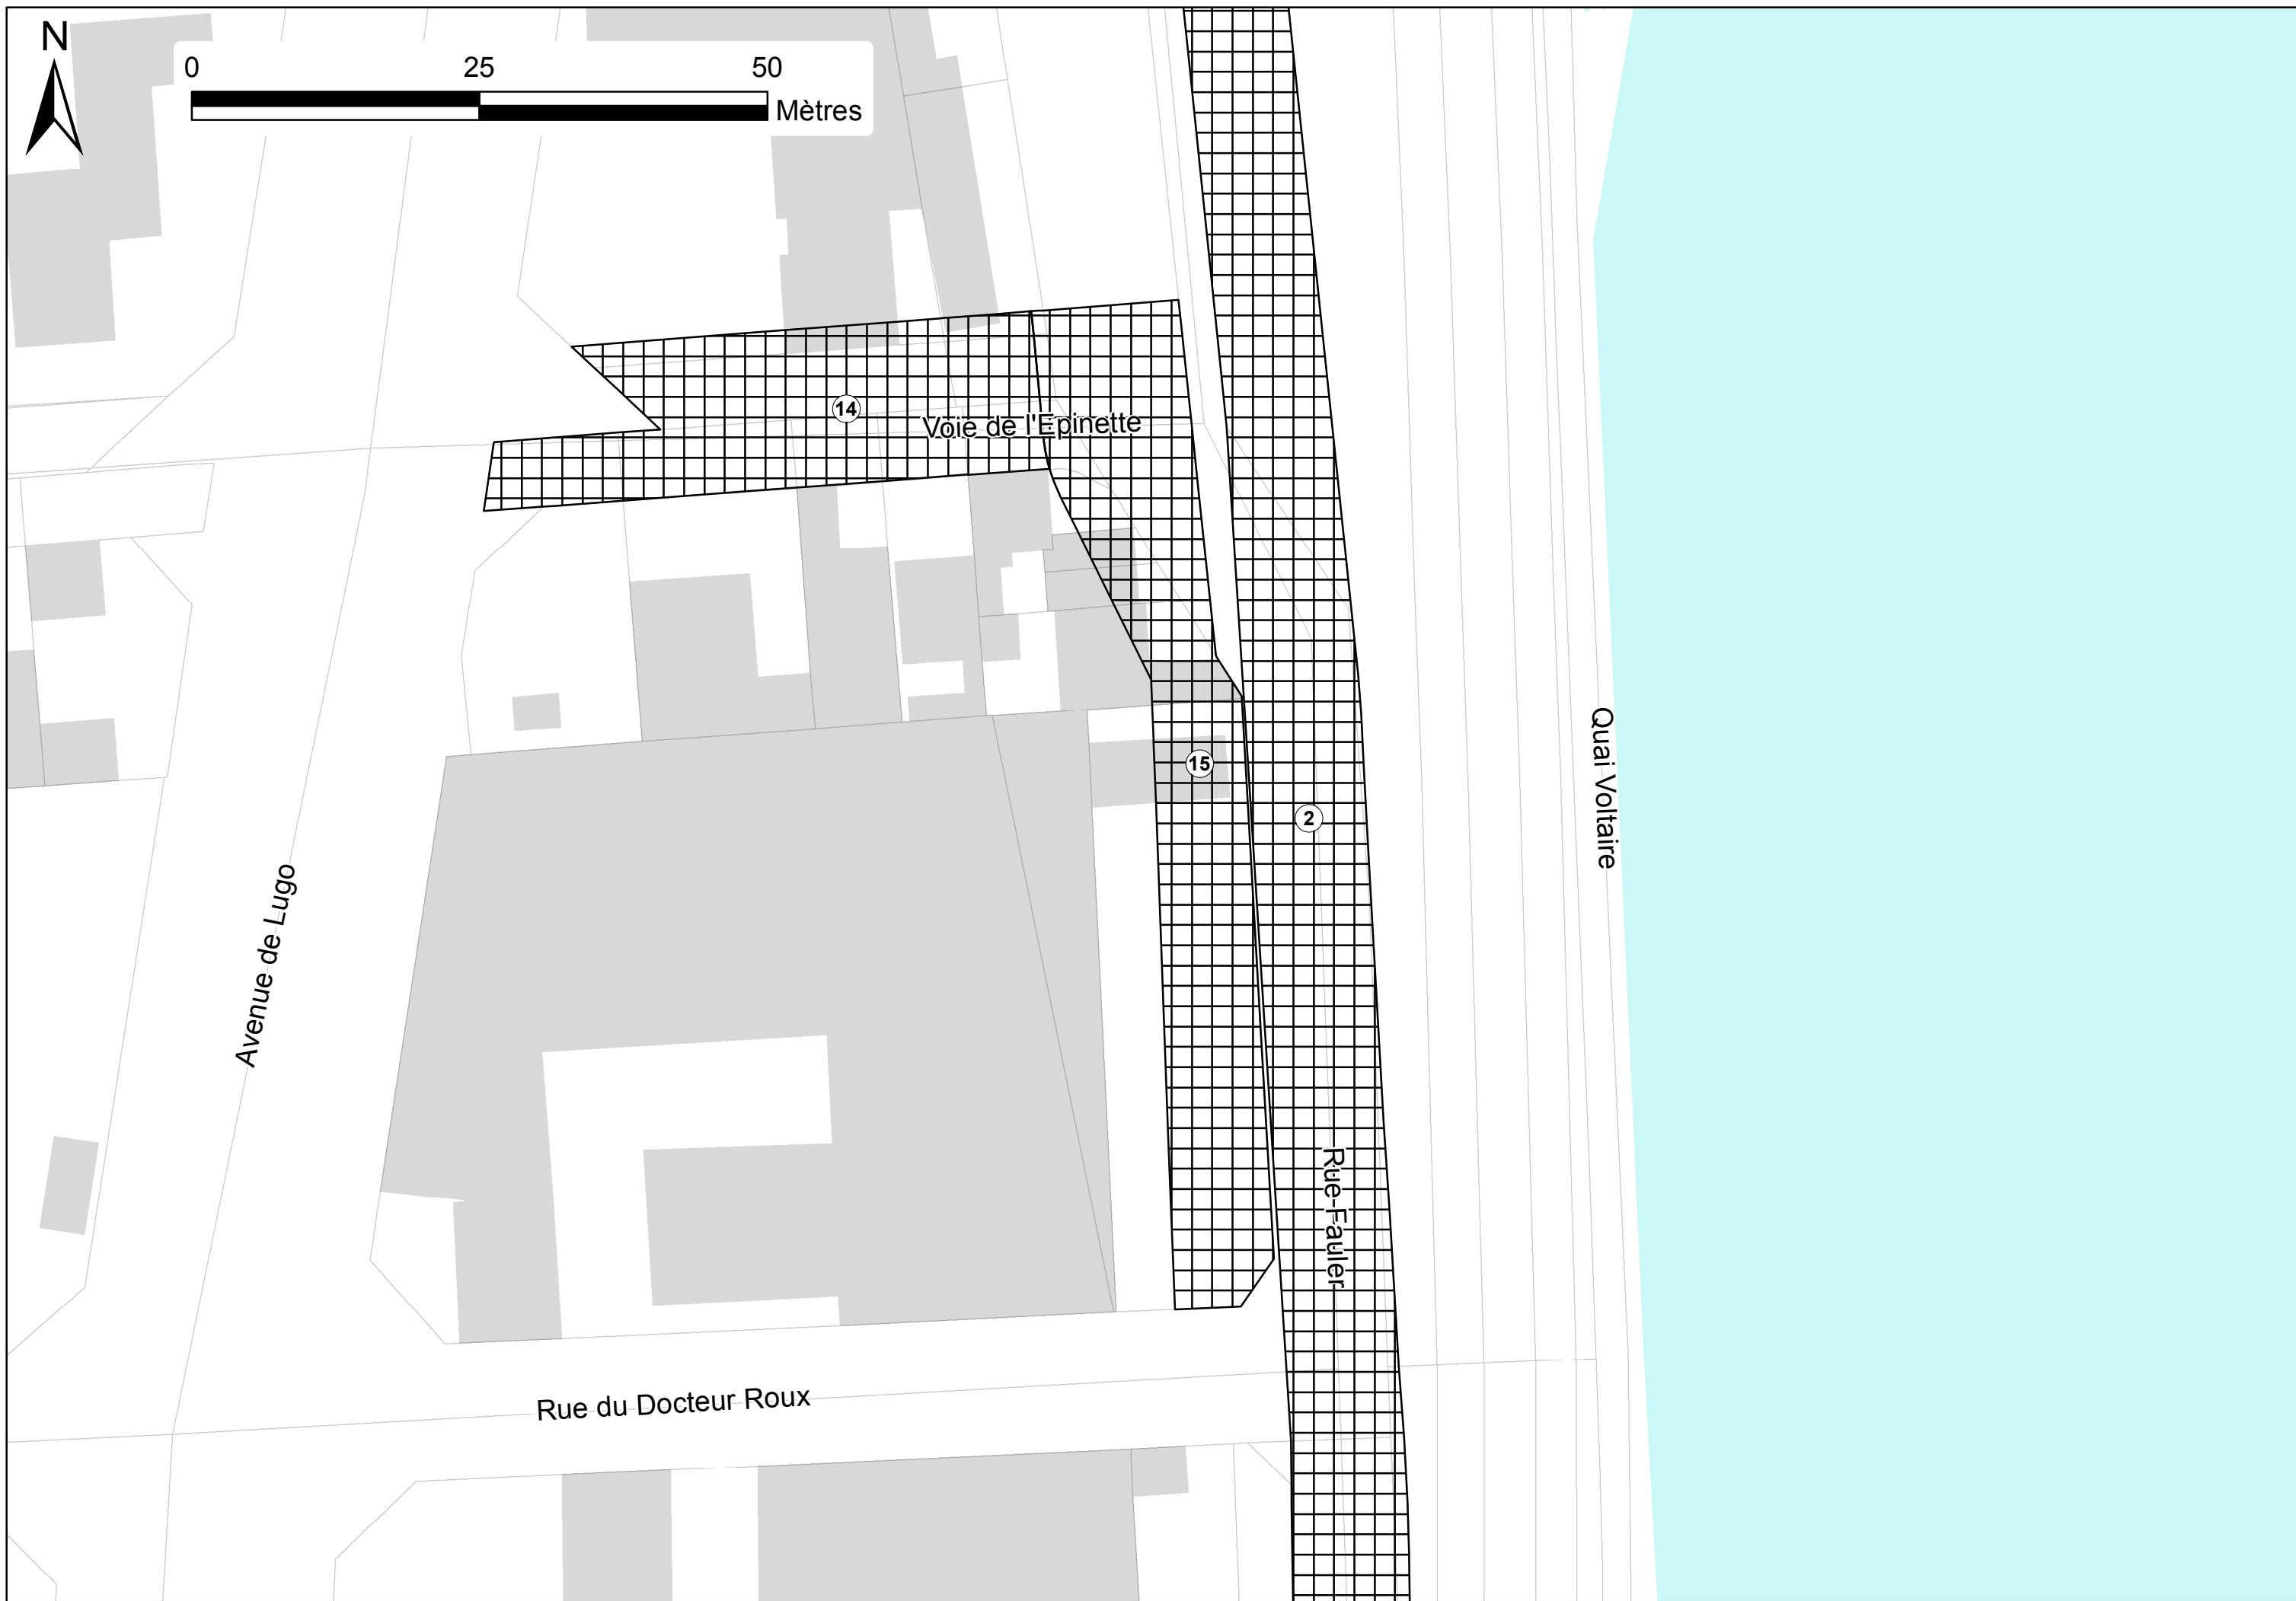 N
0 25 50
Mètres
14
Voie de l'Epinette
15
2
Quai Voltaire
Avenue de Lugo
Rue Fauler
Rue du Docteur Roux